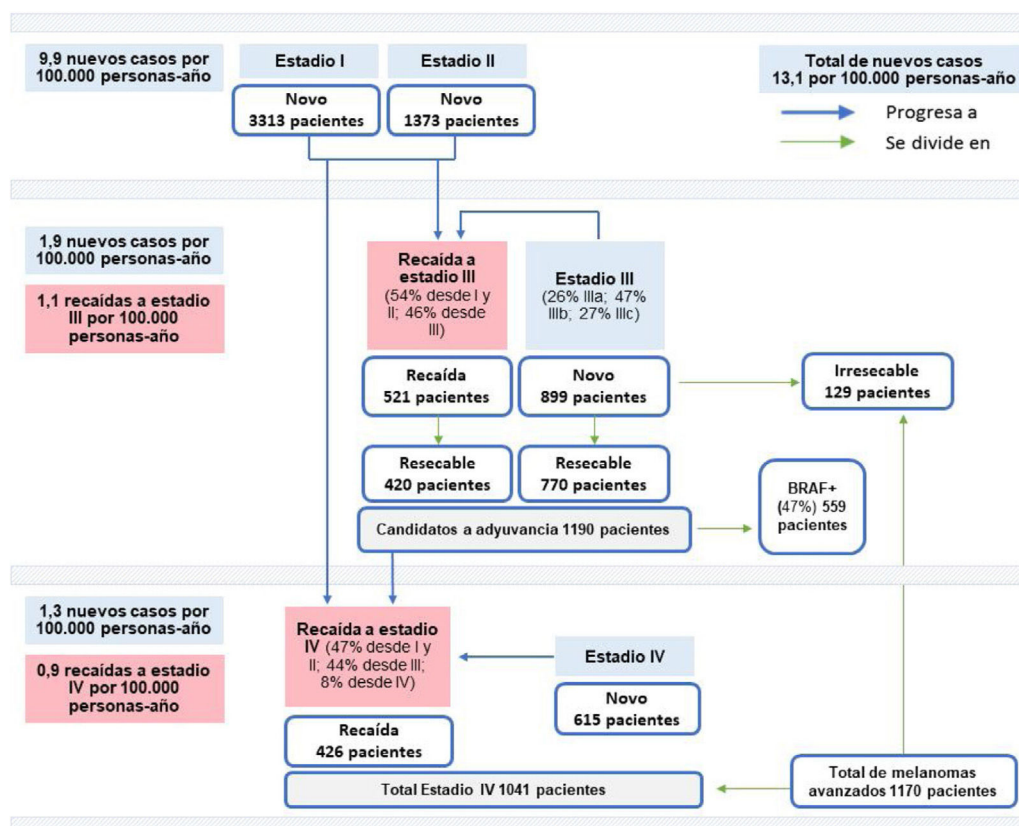 9,9 nuevos casos por
100.000 personas-año
Estadio I
Estadio II
Total de nuevos casos
13,1 por 100.000 personas-año
Novo
3313 pacientes
Novo
1373 pacientes
Progresa a
Se divide en
1,9 nuevos casos por
100.000 personas-año
1,1 recaídas a estadio
III por 100.000
personas-año
Recaída a
estadio III
(54% desde I y
II; 46% desde
III)
Estadio III
(26% IIIa; 47%
IIIb; 27% IIIc)
Recaída
521 pacientes
Novo
899 pacientes
Irresecable
129 pacientes
Resecable
420 pacientes
Resecable
770 pacientes
BRAF+
(47%) 559
pacientes
Candidatos a adyuvancia 1190 pacientes
1,3 nuevos casos por
100.000 personas-año
0,9 recaídas a estadio
IV por 100.000
personas-año
Recaída a estadio
IV (47% desde I y
II; 44% desde III;
8% desde IV)
Estadio IV
Novo
615 pacientes
Recaída
426 pacientes
Total Estadio IV 1041 pacientes
Total de melanomas
avanzados 1170 pacientes